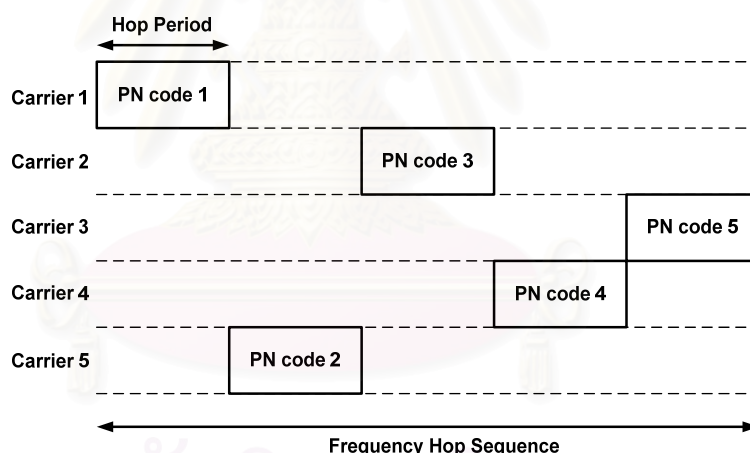 Hop Period
Carrier 1
PN code 1
Carrier 2
PN code 3
Carrier 3
PN code 5
Carrier 4
PN code 4
Carrier 5
PN code 2
Frequency Hop Sequence